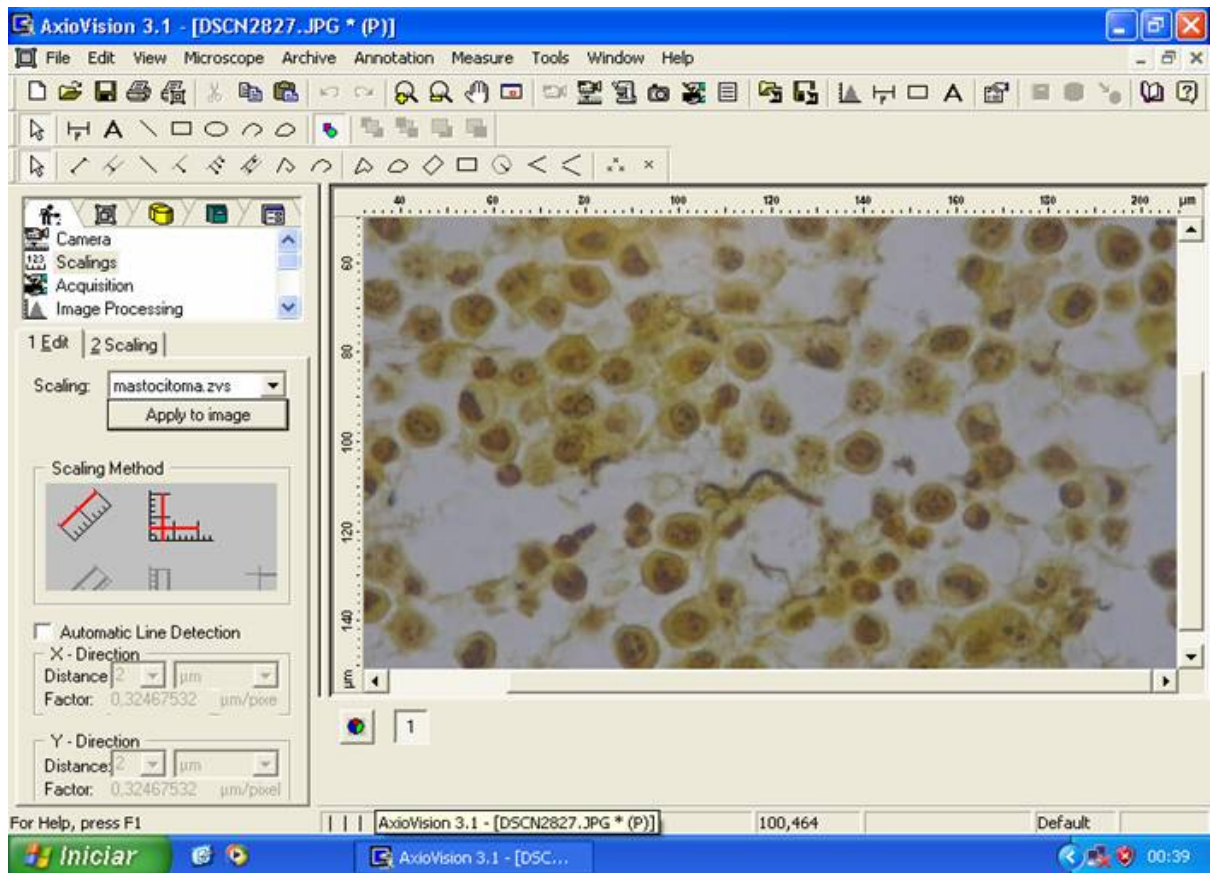 AxioVision 3.1 - [DSCN2827.JPG * (P)]
File Edit View Microscope Archive Annotation Measure Tools Window Help
40 60 80 100 120 140 160 180 200 µm
Camera
Scalings
Acquisition
Image Processing
1 Edit 2 Scaling
Scaling: mastocitoma.zvs
Apply to image
Scaling Method
Automatic Line Detection
X - Direction
Distance 2 µm
Factor: 0,32467532 µm/pixe
Y - Direction
Distance: 2 µm
Factor: 0,32467532 µm/pixel
60
80
100
120
140
µm
1
For Help, press F1
AxioVision 3.1 - [DSCN2827.JPG * (P)]
100,464
Default
Iniciar
AxioVision 3.1 - [DSC...
00:39